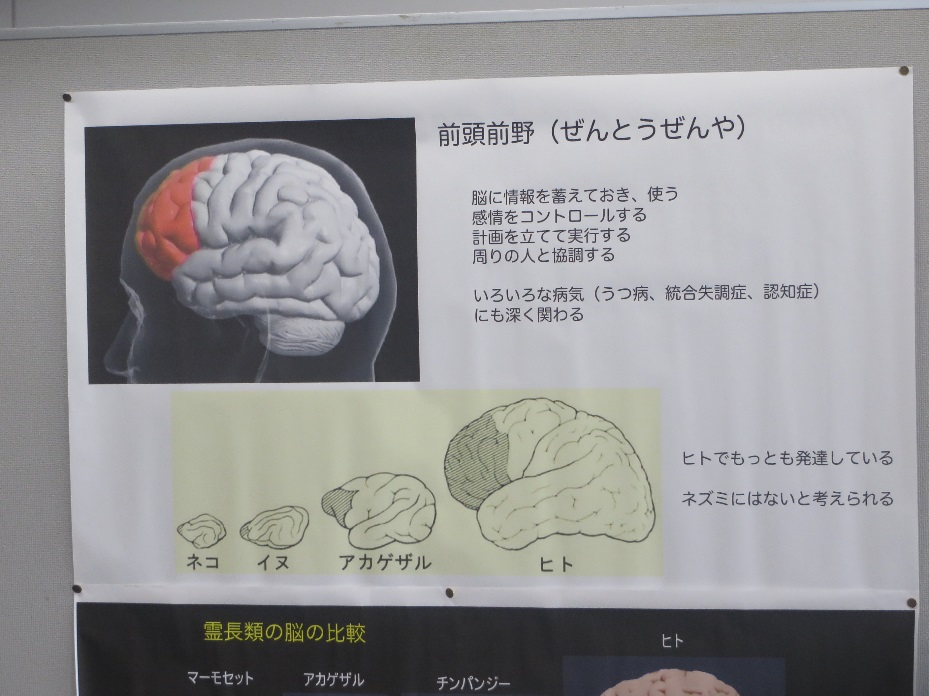 前頭前野（ぜんとうぜんや）
脳に情報を蓄えておき、使う
感情をコントロールする
計画を立てて実行する
周りの人と協調する
いろいろな病気（うつ病、統合失調症、認知症）
にも深く関わる
ヒトでもっとも発達している
ネズミにはないと考えられる
ネコ イヌ アカゲザル ヒト
霊長類の脳の比較
マーモセット アカゲザル チンパンジー ヒト